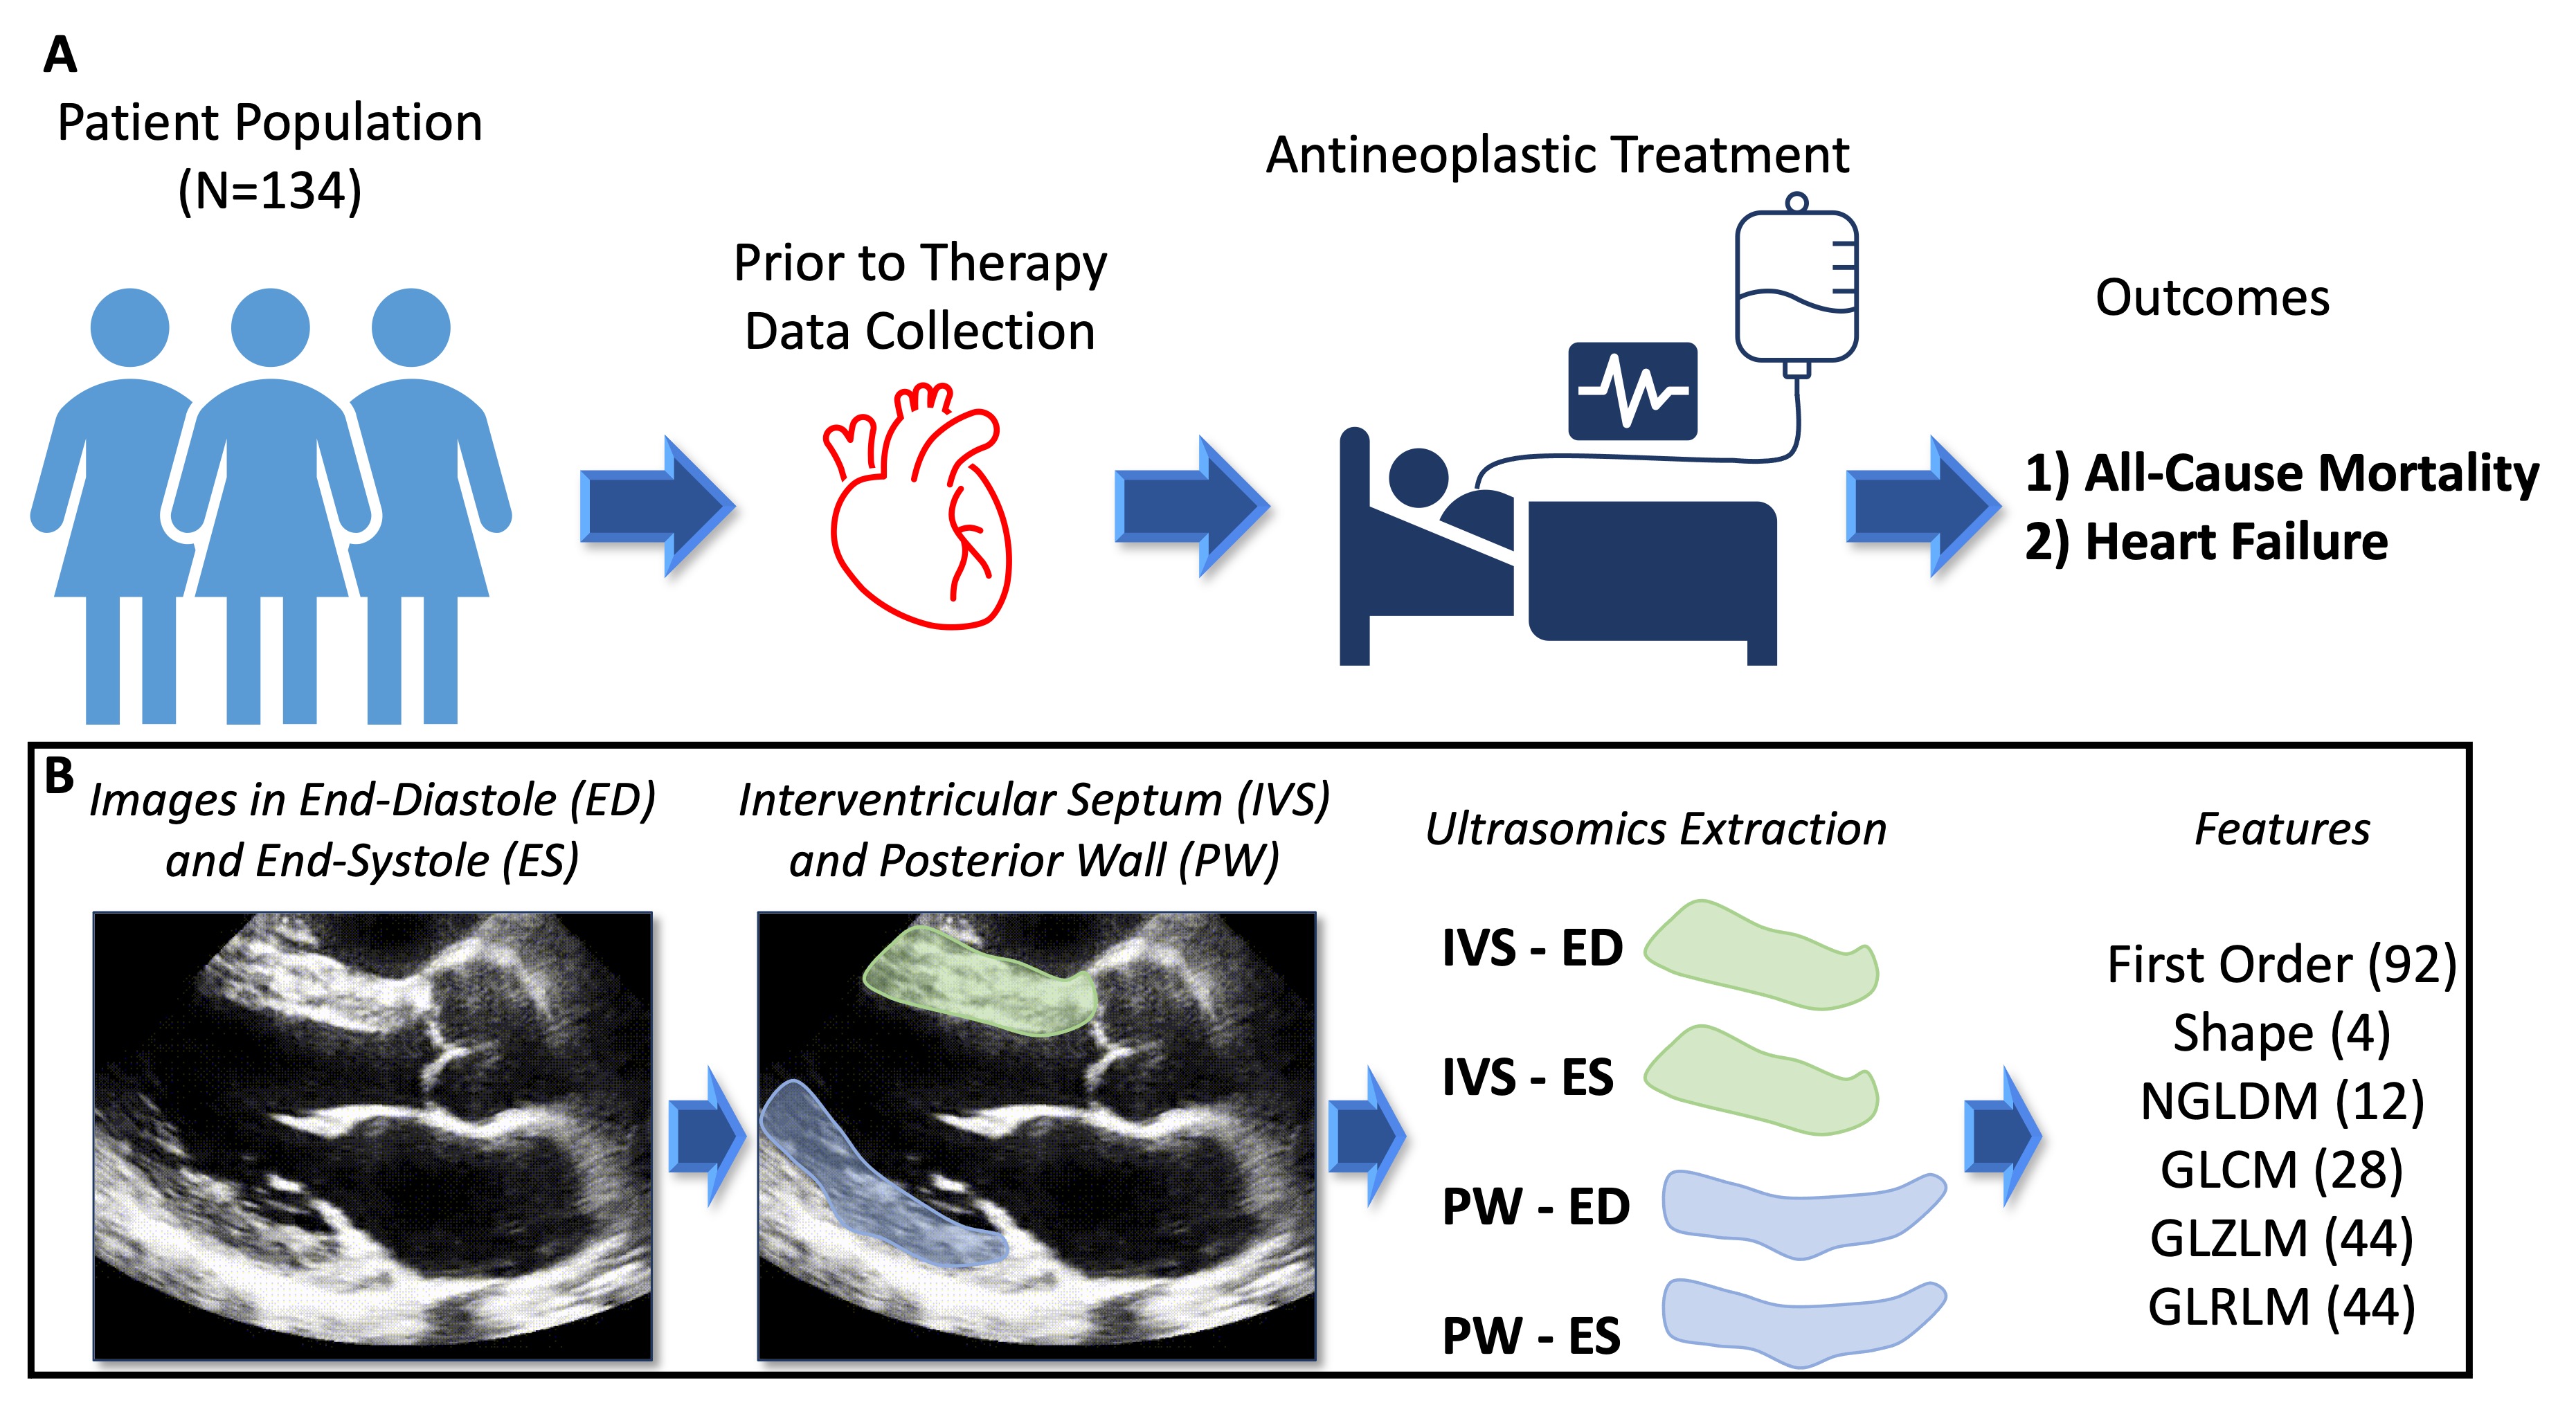 A
Patient Population
(N=134)
Prior to Therapy
Data Collection
Antineoplastic Treatment
Outcomes
1) All-Cause Mortality
2) Heart Failure
B
Images in End-Diastole (ED)
and End-Systole (ES)
Interventricular Septum (IVS)
and Posterior Wall (PW)
Ultrasomics Extraction
IVS - ED
IVS - ES
PW - ED
PW - ES
Features
First Order (92)
Shape (4)
NGLDM (12)
GLCM (28)
GLZLM (44)
GLRLM (44)